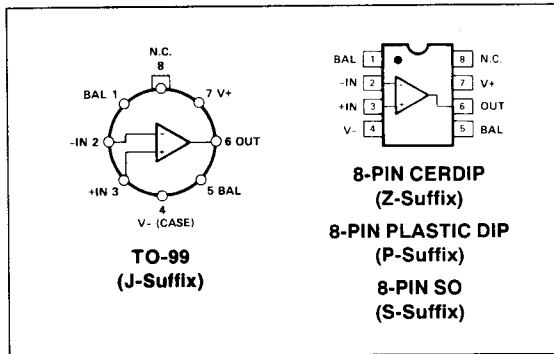 N.C.
8
BAL 1
7 V+
-IN 2
6 OUT
+IN 3
5 BAL
4
V- (CASE)
TO-99
(J-Suffix)
BAL 1
8 N.C.
-IN 2
7 V+
+IN 3
6 OUT
V- 4
5 BAL
8-PIN CERDIP
(Z-Suffix)
8-PIN PLASTIC DIP
(P-Suffix)
8-PIN SO
(S-Suffix)